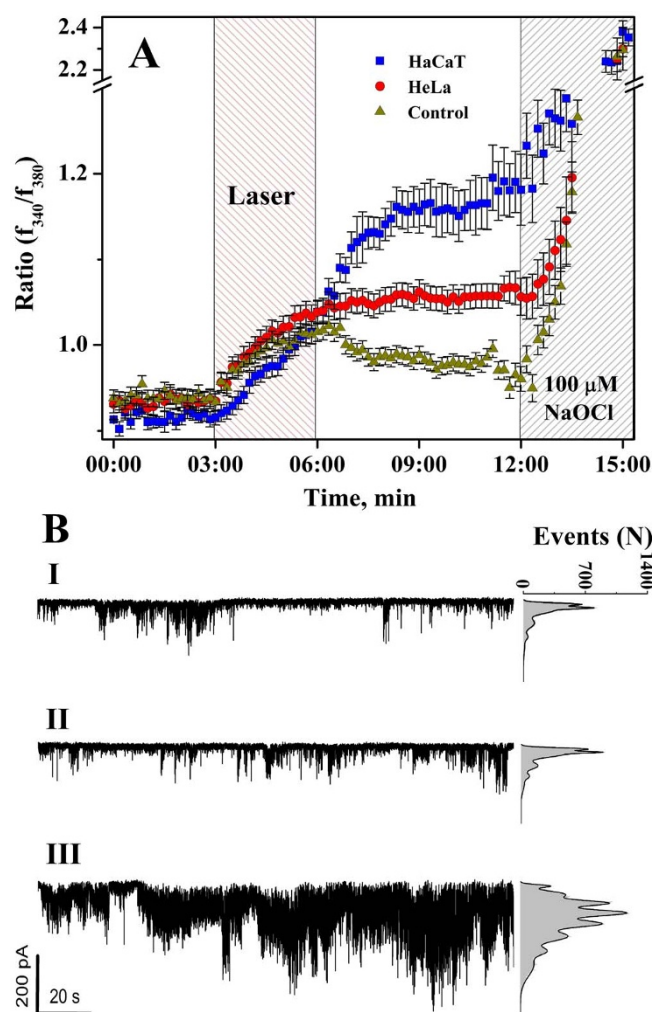 A
HaCaT
HeLa
Control
Laser
100 μM
NaOCl
Ratio (f340/f380)
2.4
2.2
1.2
1.0
00:00 03:00 06:00 09:00 12:00 15:00
Time, min
B
Events (N)
0 700 1400
I
II
III
200 pA
20 s